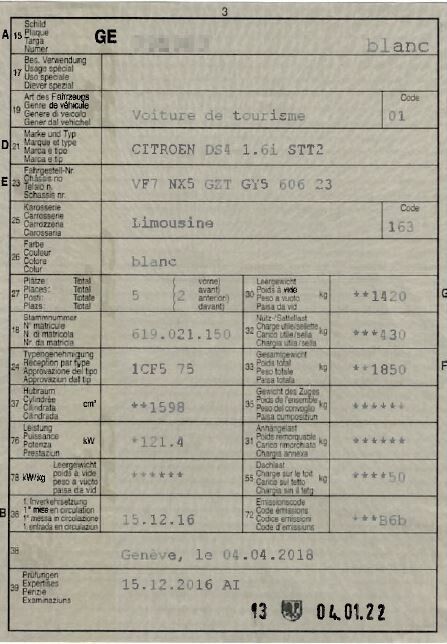 3
A 15 Schild
Plaque
Targa
Numer
GE
blanc
17 Bes. Verwendung
Usage spécial
Uso speciale
Diever spezial
19 Art des Fahrzeugs
Genre de véhicule
Genere di veicolo
Gener dal vehichel
Voiture de tourisme
Code
01
D 21 Marke und Typ
Marque et type
Marca e tipo
Marca e tip
CITROEN DS4 1.6i STT2
E 23 Fahrgestell-Nr.
Châssis no
Telaio n.
Schassis nr.
VF7 NX5 GZT GY5 606 23
25 Karosserie
Carrosserie
Carrozzeria
Carossaria
Limousine
Code
163
26 Farbe
Couleur
Colore
Colur
blanc
27 Plätze: Total
Places: Total
Posti: Totale
Plazs: Total
5 (2 vorne)
avant)
anteriori)
davant)
30 Leergewicht
Poids à vide
Peso a vuoto
Paisa da vid
kg **1420 G
18 Stammnummer
N° matricule
N. di matricola
Nr. da matricla
619.021.150
32 Nutz-/Sattellast
Charge utile/sellette
Carico utile/sella
Chargia utila/sella
kg ***430
24 Typengenehmigung
Réception par type
Approvazione del tipo
Approvaziun dal tip
1CF5 75
33 Gesamtgewicht
Poids total
Peso totale
Paisa totala
kg **1850 F
37 Hubraum
Cylindrée
Cilindrata
Cilindrada
cm³ **1598
35 Gewicht des Zuges
Poids de l'ensemble
Peso del convoglio
Paisa cumposiziun
kg ******
76 Leistung
Puissance
Potenza
Prestaziun
kW *121.4
31 Anhängelast
Poids remorquable
Carico rimorchiato
Chargia annexa
kg ******
78 kW/kg Leergewicht
poids à vide
peso a vuoto
paisa da vid
******
55 Dachlast
Charge sur le toit
Carico sul tetto
Chargia sin il tetg
kg ****50
B 36 1. Inverkehrsetzung
1re mise en circulation
1a messa in circolazione
1. entrada en circulaziun
15.12.16
72 Emissionscode
Code émissions
Codice emissioni
Code d'emissiuns
***B6b
38 Genève, le 04.04.2018
39 Prüfungen
Expertises
Perizie
Examinaziuns
15.12.2016 AI
13 04.01.22